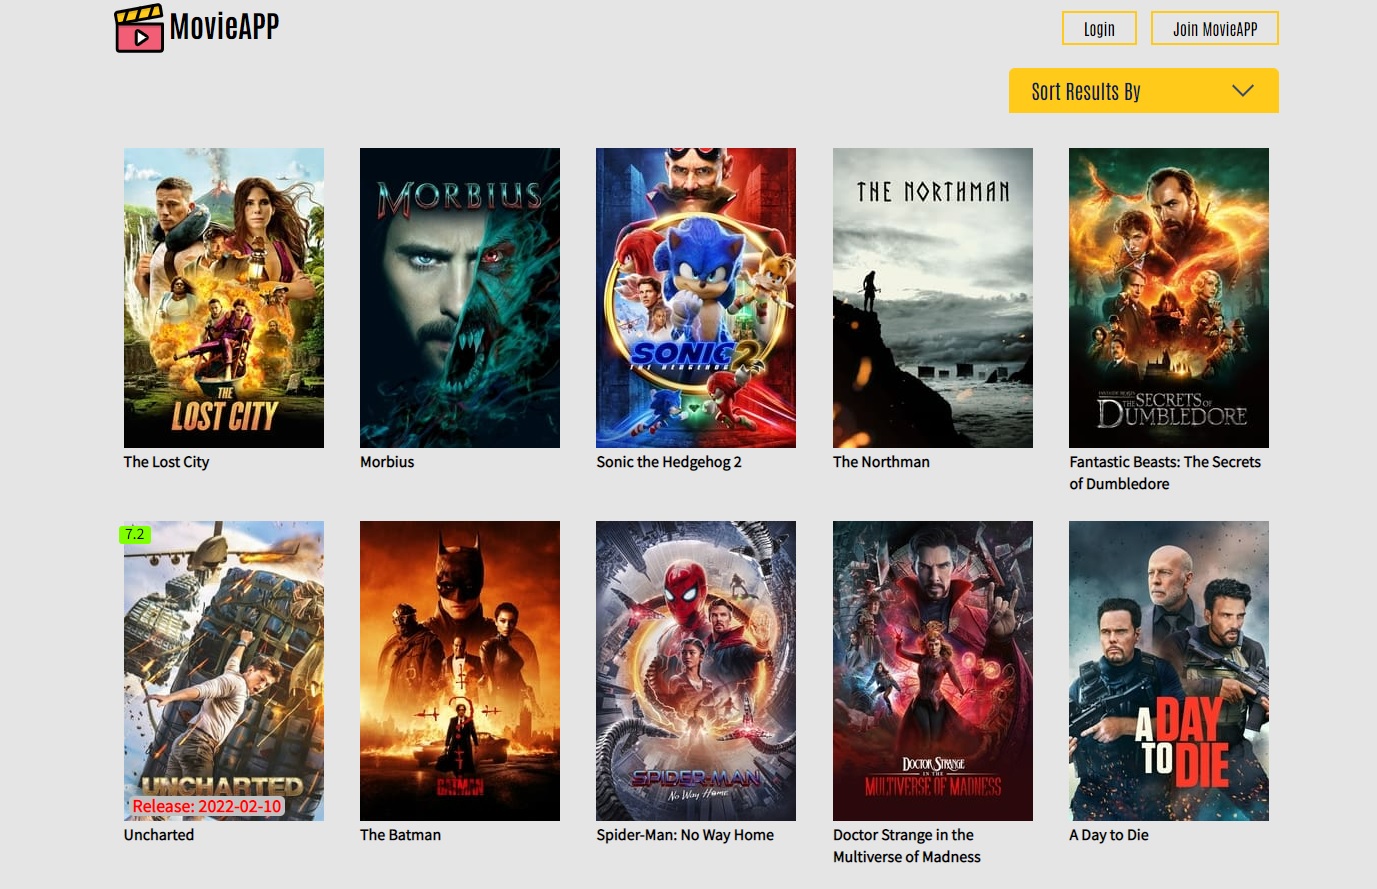 MovieAPP
Login
Join MovieAPP
Sort Results By
THE
LOST CITY
MORBIUS
SONIC 2
THE HEDGEHOG
THE NORTHMAN
THE SECRETS OF
DUMBLEDORE
The Lost City
Morbius
Sonic the Hedgehog 2
The Northman
Fantastic Beasts: The Secrets
of Dumbledore
7.2
UNCHARTED
Release: 2022-02-10
BATMAN
SPIDER-MAN
No Way Home
DOCTOR STRANGE
IN THE
MULTIVERSE OF MADNESS
A DAY
TO DIE
Uncharted
The Batman
Spider-Man: No Way Home
Doctor Strange in the
Multiverse of Madness
A Day to Die